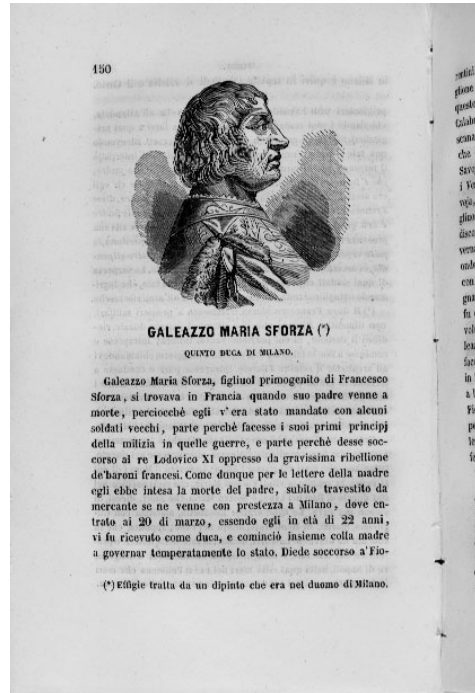 150
GALEAZZO MARIA SFORZA (*)
QUINTO DUCA DI MILANO.
Galeazzo Maria Sforza, figliuol primogenito di Francesco
Sforza, si trovava in Francia quando suo padre venne a
morte, perciocchè egli v'era stato mandato con alcuni
soldati vecchi, parte perchè facesse i suoi primi principj
della milizia in quelle guerre, e parte perchè desse soc-
corso al re Lodovico XI oppresso da gravissima ribellione
de'baroni francesi. Come dunque per le lettere della madre
egli ebbe intesa la morte del padre, subito travestito da
mercante se ne venne con prestezza a Milano, dove en-
trato ai 20 di marzo, essendo egli in età di 22 anni,
vi fu ricevuto come duca, e cominciò insieme colla madre
a governar temperatamente lo stato. Diede soccorso a'Fio-
(*) Effigie tratta da un dipinto che era nel duomo di Milano.